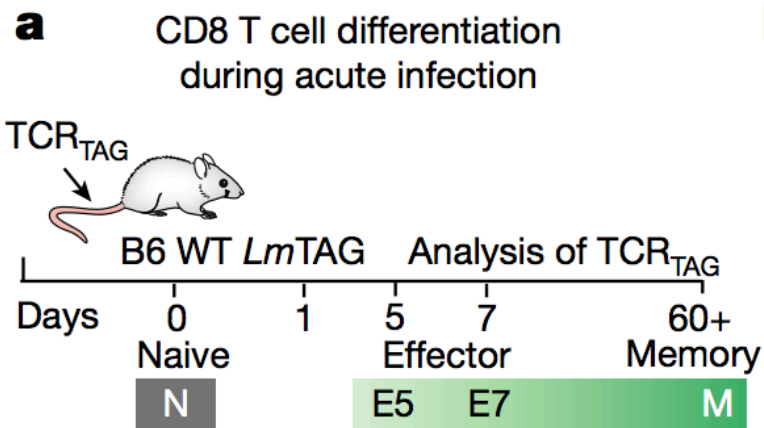 a
CD8 T cell differentiation
during acute infection
TCRTAG
B6 WT LmTAG Analysis of TCRTAG
Days 0 1 5 7 60+
Naive Effector Memory
N E5 E7 M